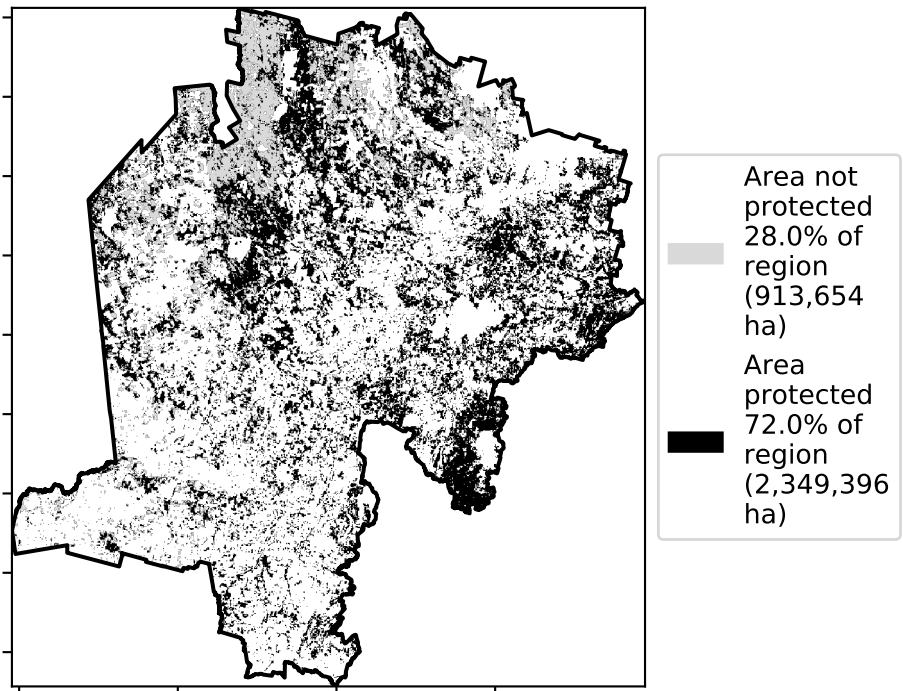 Area not
protected
28.0% of
region
(913,654
ha)
Area
protected
72.0% of
region
(2,349,396
ha)